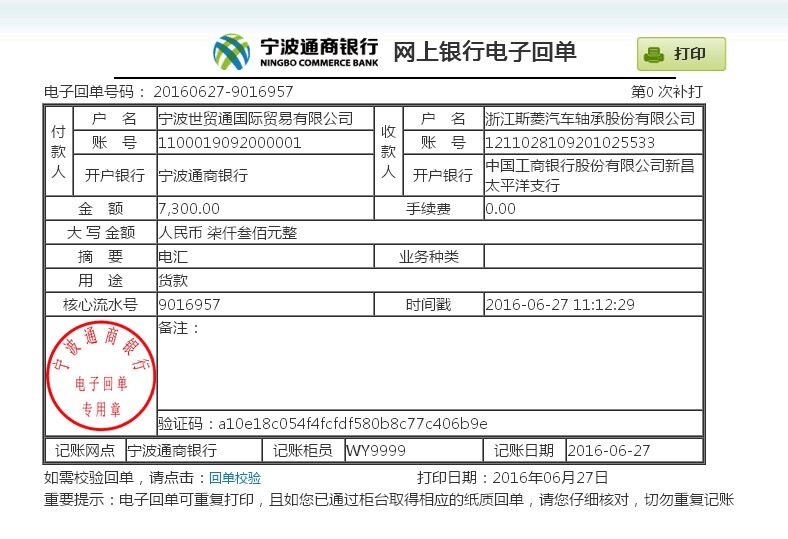 宁波通商银行 网上银行电子回单 打印
NINGBO COMMERCE BANK
电子回单号码： 20160627-9016957 第0 次补打
付款人 户 名 宁波世贸通国际贸易有限公司 收款人 户 名 浙江斯菱汽车轴承股份有限公司
账 号 1100019092000001 账 号 1211028109201025533
开户银行 宁波通商银行 开户银行 中国工商银行股份有限公司新昌
太平洋支行
金 额 7,300.00 手续费 0.00
大 写 金额 人民币 柒仟叁佰元整
摘 要 电汇 业务种类
用 途 货款
核心流水号 9016957 时间戳 2016-06-27 11:12:29
备注：
宁波通商银行
电子回单
专用章
验证码：a10e18c054f4fcfdf580b8c77c406b9e
记账网点 宁波通商银行 记账柜员 WY9999 记账日期 2016-06-27
如需校验回单，请点击：回单校验 打印日期：2016年06月27日
重要提示：电子回单可重复打印，且如您已通过柜台取得相应的纸质回单，请您仔细核对，切勿重复记账